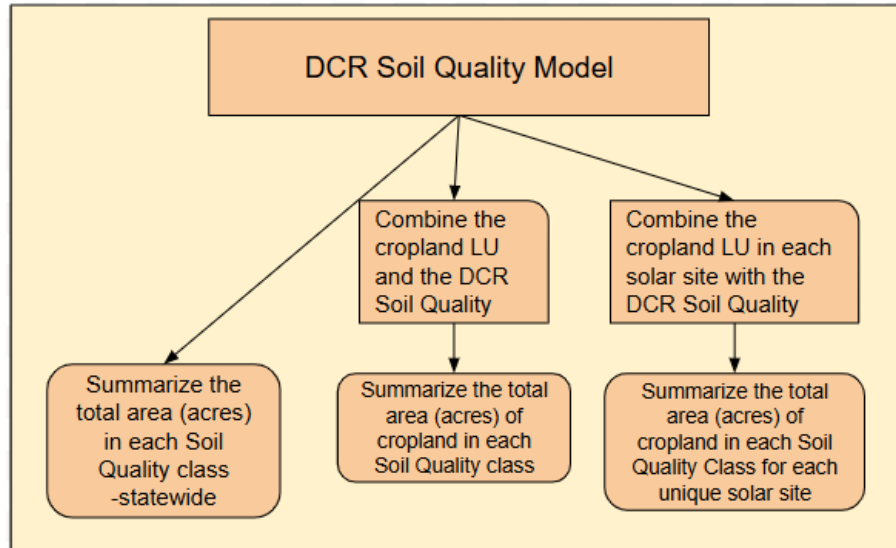 DCR Soil Quality Model
Combine the
cropland LU
and the DCR
Soil Quality
Combine the
cropland LU in each
solar site with the
DCR Soil Quality
Summarize the
total area (acres)
in each Soil
Quality class
-statewide
Summarize the total
area (acres) of
cropland in each
Soil Quality class
Summarize the total
area (acres) of
cropland in each Soil
Quality Class for each
unique solar site